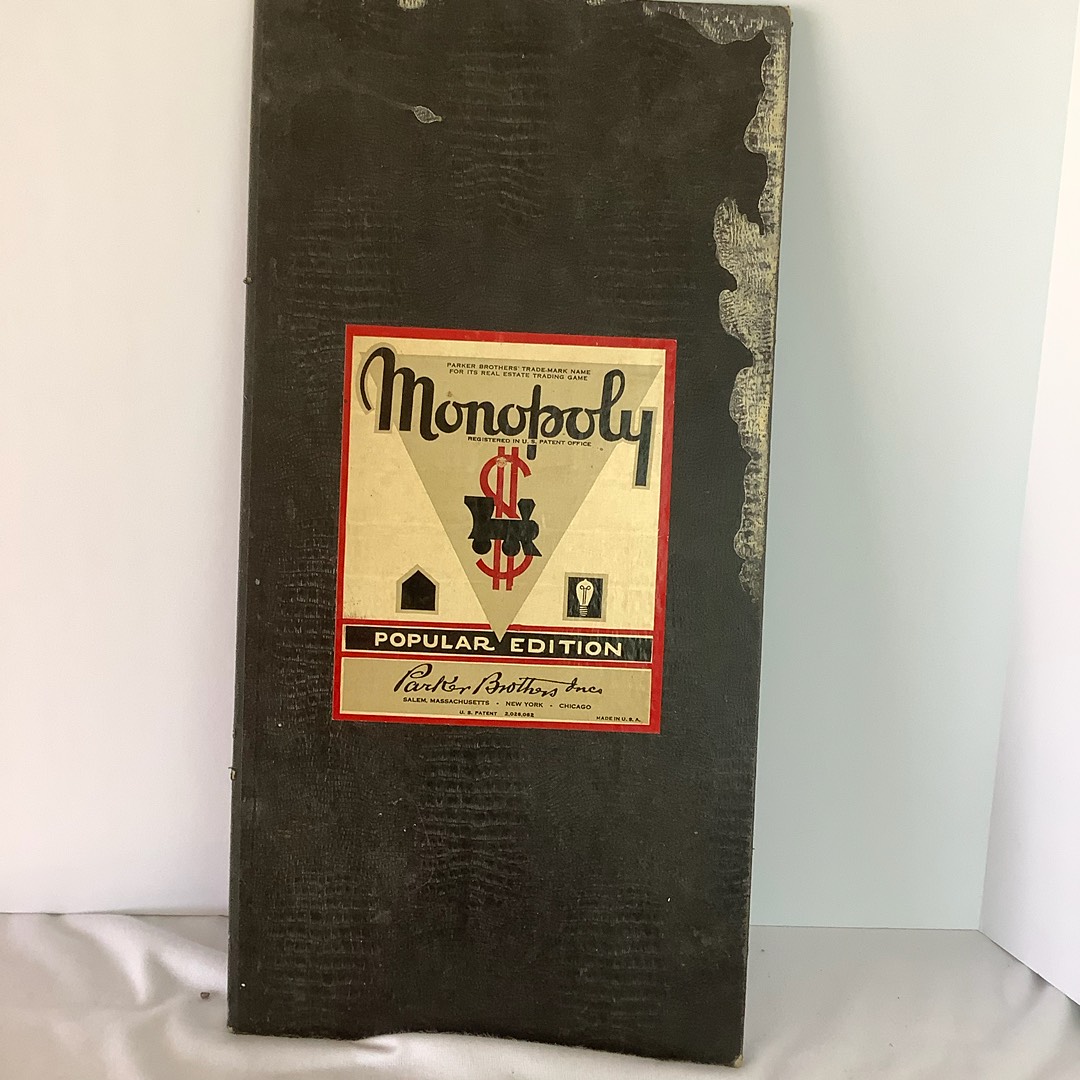 PARKER BROTHERS' TRADE-MARK NAME
FOR ITS REAL ESTATE TRADING GAME
Monopoly
REGISTERED IN U. S. PATENT OFFICE
POPULAR EDITION
Parker Brothers Inc.
SALEM, MASSACHUSETTS - NEW YORK - CHICAGO
U. S. PATENT 2,026,082
MADE IN U. S. A.